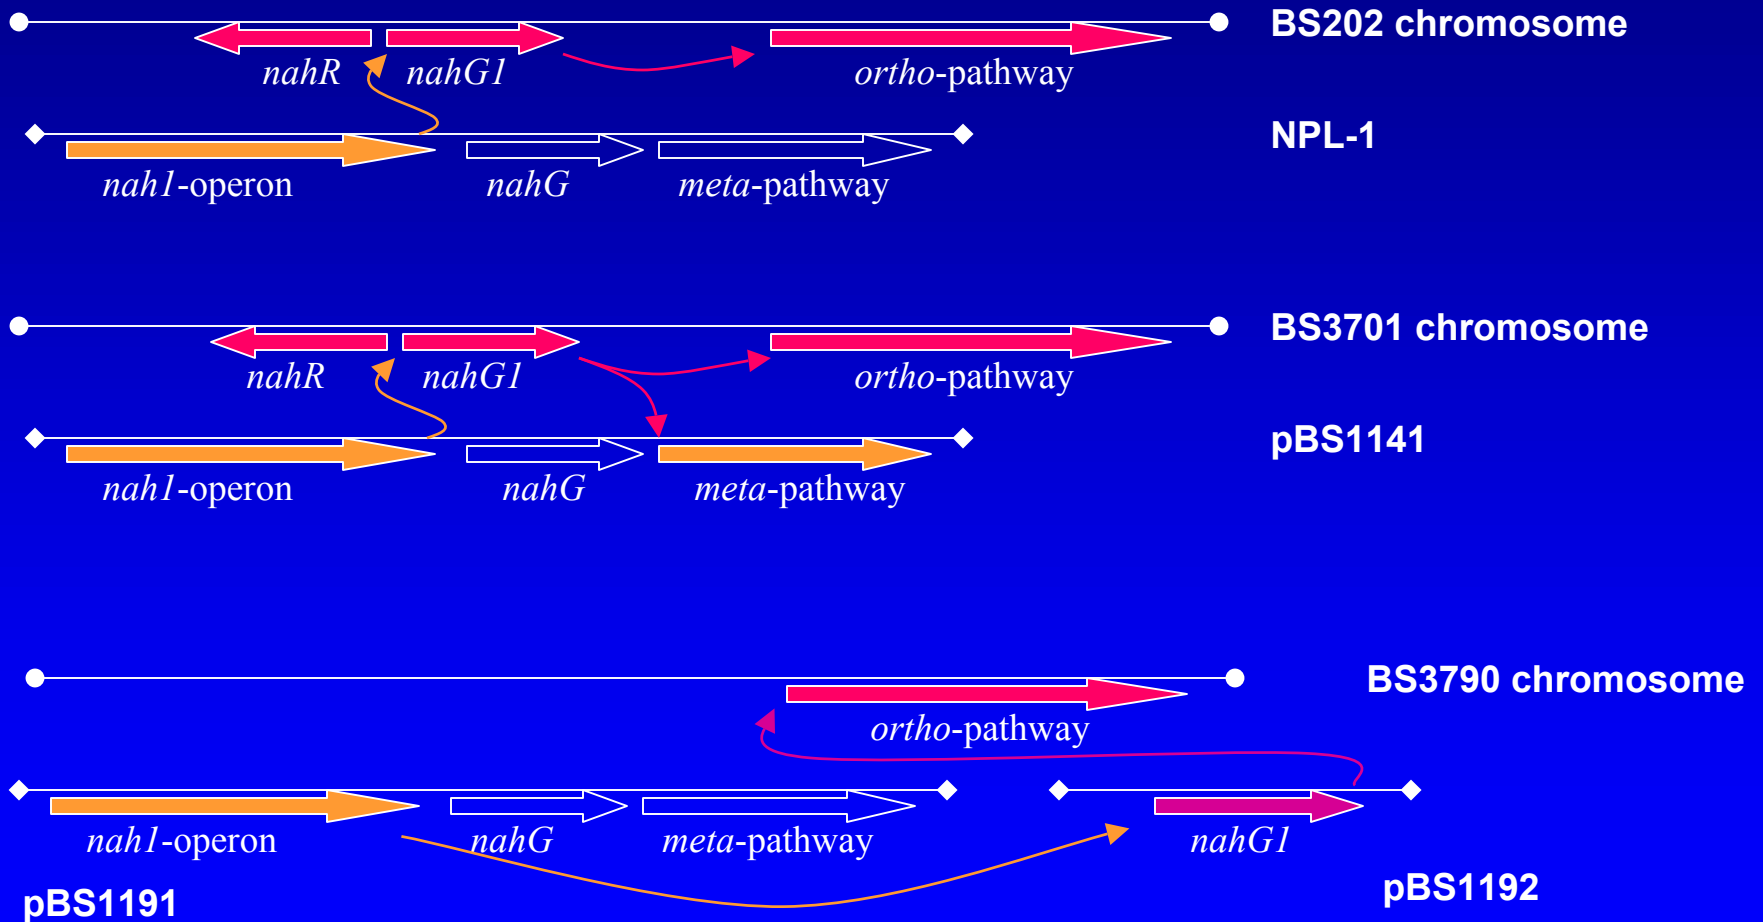 BS202 chromosome
nahR nahG1 ortho-pathway
NPL-1
nah1-operon nahG meta-pathway
BS3701 chromosome
nahR nahG1 ortho-pathway
pBS1141
nah1-operon nahG meta-pathway
BS3790 chromosome
ortho-pathway
nah1-operon nahG meta-pathway nahG1
pBS1191 pBS1192